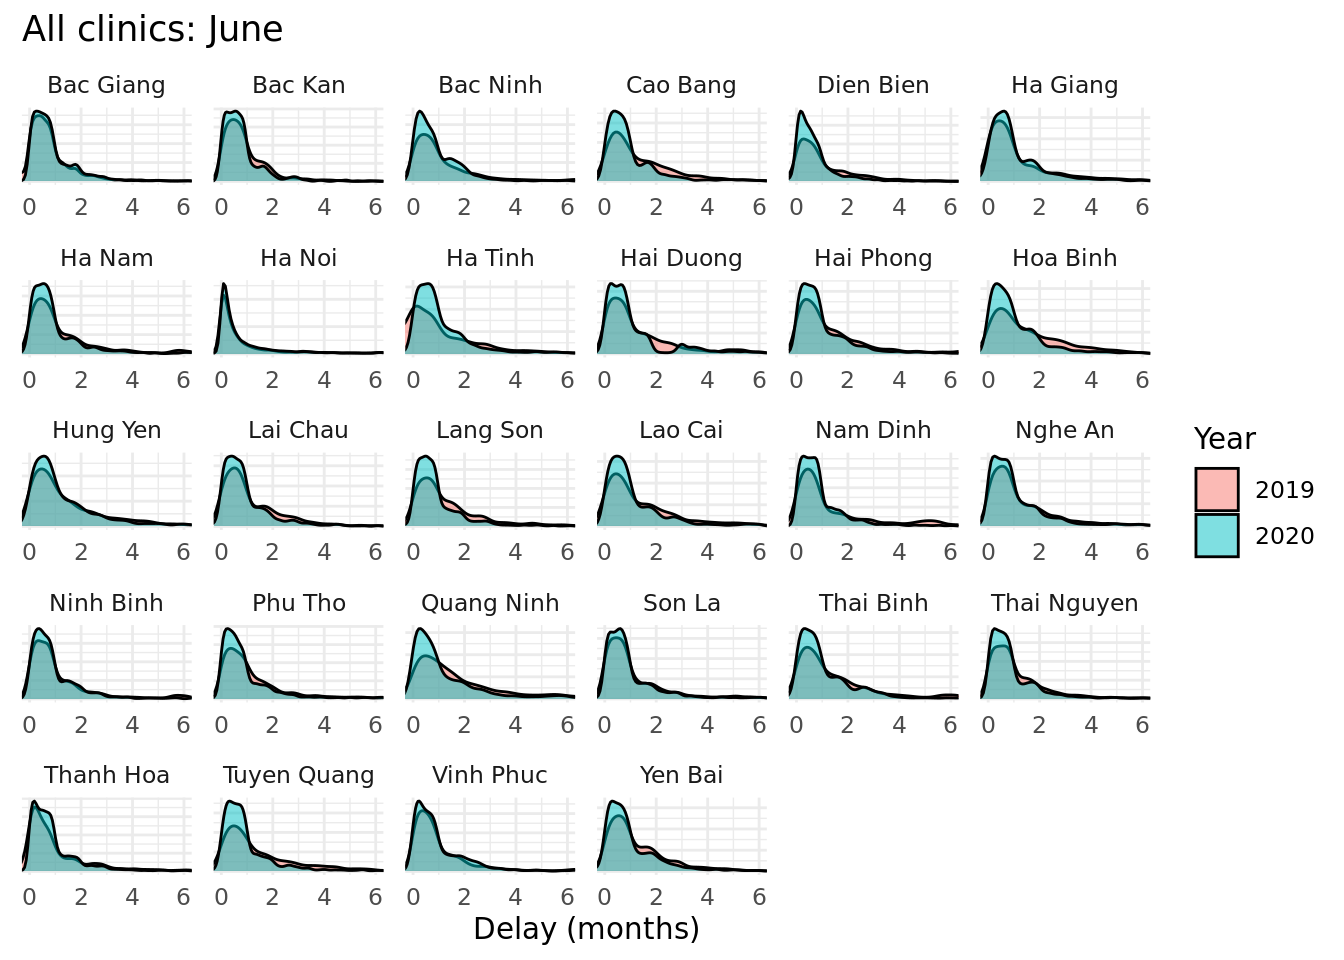 All clinics: June
Bac Giang Bac Kan Bac Ninh Cao Bang Dien Bien Ha Giang
0 2 4 6 0 2 4 6 0 2 4 6 0 2 4 6 0 2 4 6 0 2 4 6
Ha Nam Ha Noi Ha Tinh Hai Duong Hai Phong Hoa Binh
0 2 4 6 0 2 4 6 0 2 4 6 0 2 4 6 0 2 4 6 0 2 4 6
Hung Yen Lai Chau Lang Son Lao Cai Nam Dinh Nghe An
0 2 4 6 0 2 4 6 0 2 4 6 0 2 4 6 0 2 4 6 0 2 4 6
Ninh Binh Phu Tho Quang Ninh Son La Thai Binh Thai Nguyen
0 2 4 6 0 2 4 6 0 2 4 6 0 2 4 6 0 2 4 6 0 2 4 6
Thanh Hoa Tuyen Quang Vinh Phuc Yen Bai
0 2 4 6 0 2 4 6 0 2 4 6 0 2 4 6
Delay (months)
Year
2019
2020